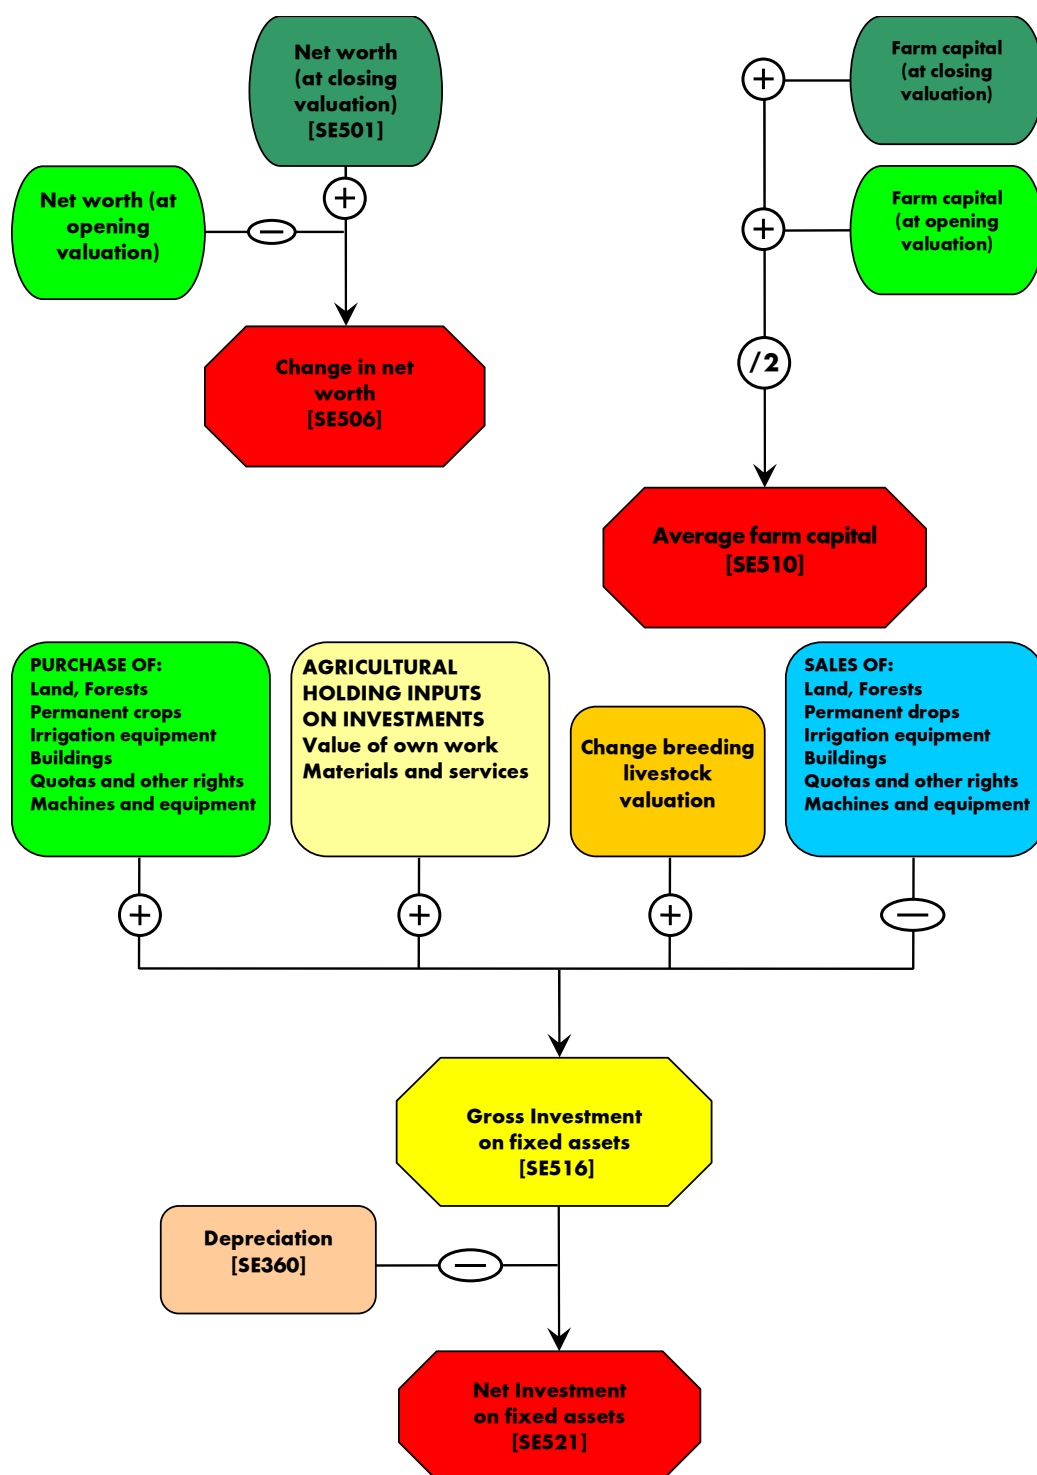 Net worth
(at closing
valuation)
[SE501]
+
Net worth (at
opening
valuation)
−
Change in net
worth
[SE506]
Farm capital
(at closing
valuation)
+
Farm capital
(at opening
valuation)
+
/2
Average farm capital
[SE510]
PURCHASE OF:
Land, Forests
Permanent crops
Irrigation equipment
Buildings
Quotas and other rights
Machines and equipment
AGRICULTURAL
HOLDING INPUTS
ON INVESTMENTS
Value of own work
Materials and services
Change breeding
livestock
valuation
SALES OF:
Land, Forests
Permanent drops
Irrigation equipment
Buildings
Quotas and other rights
Machines and equipment
+
+
+
−
Gross Investment
on fixed assets
[SE516]
Depreciation
[SE360]
−
Net Investment
on fixed assets
[SE521]